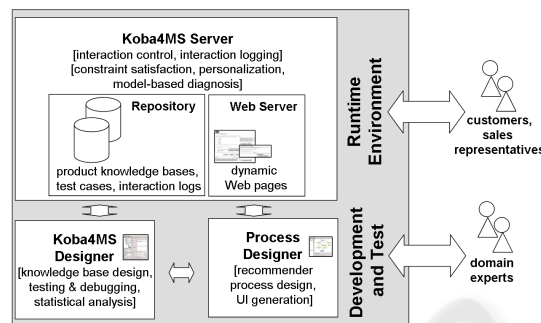 Koba4MS Server
[interaction control, interaction logging]
[constraint satisfaction, personalization,
model-based diagnosis]
Repository
product knowledge bases,
test cases, interaction logs
Web Server
dynamic
Web pages
Runtime
Environment
customers,
sales
representatives
Koba4MS
Designer
[knowledge base design,
testing & debugging,
statistical analysis]
Process
Designer
[recommender
process design,
UI generation]
Development
and Test
domain
experts